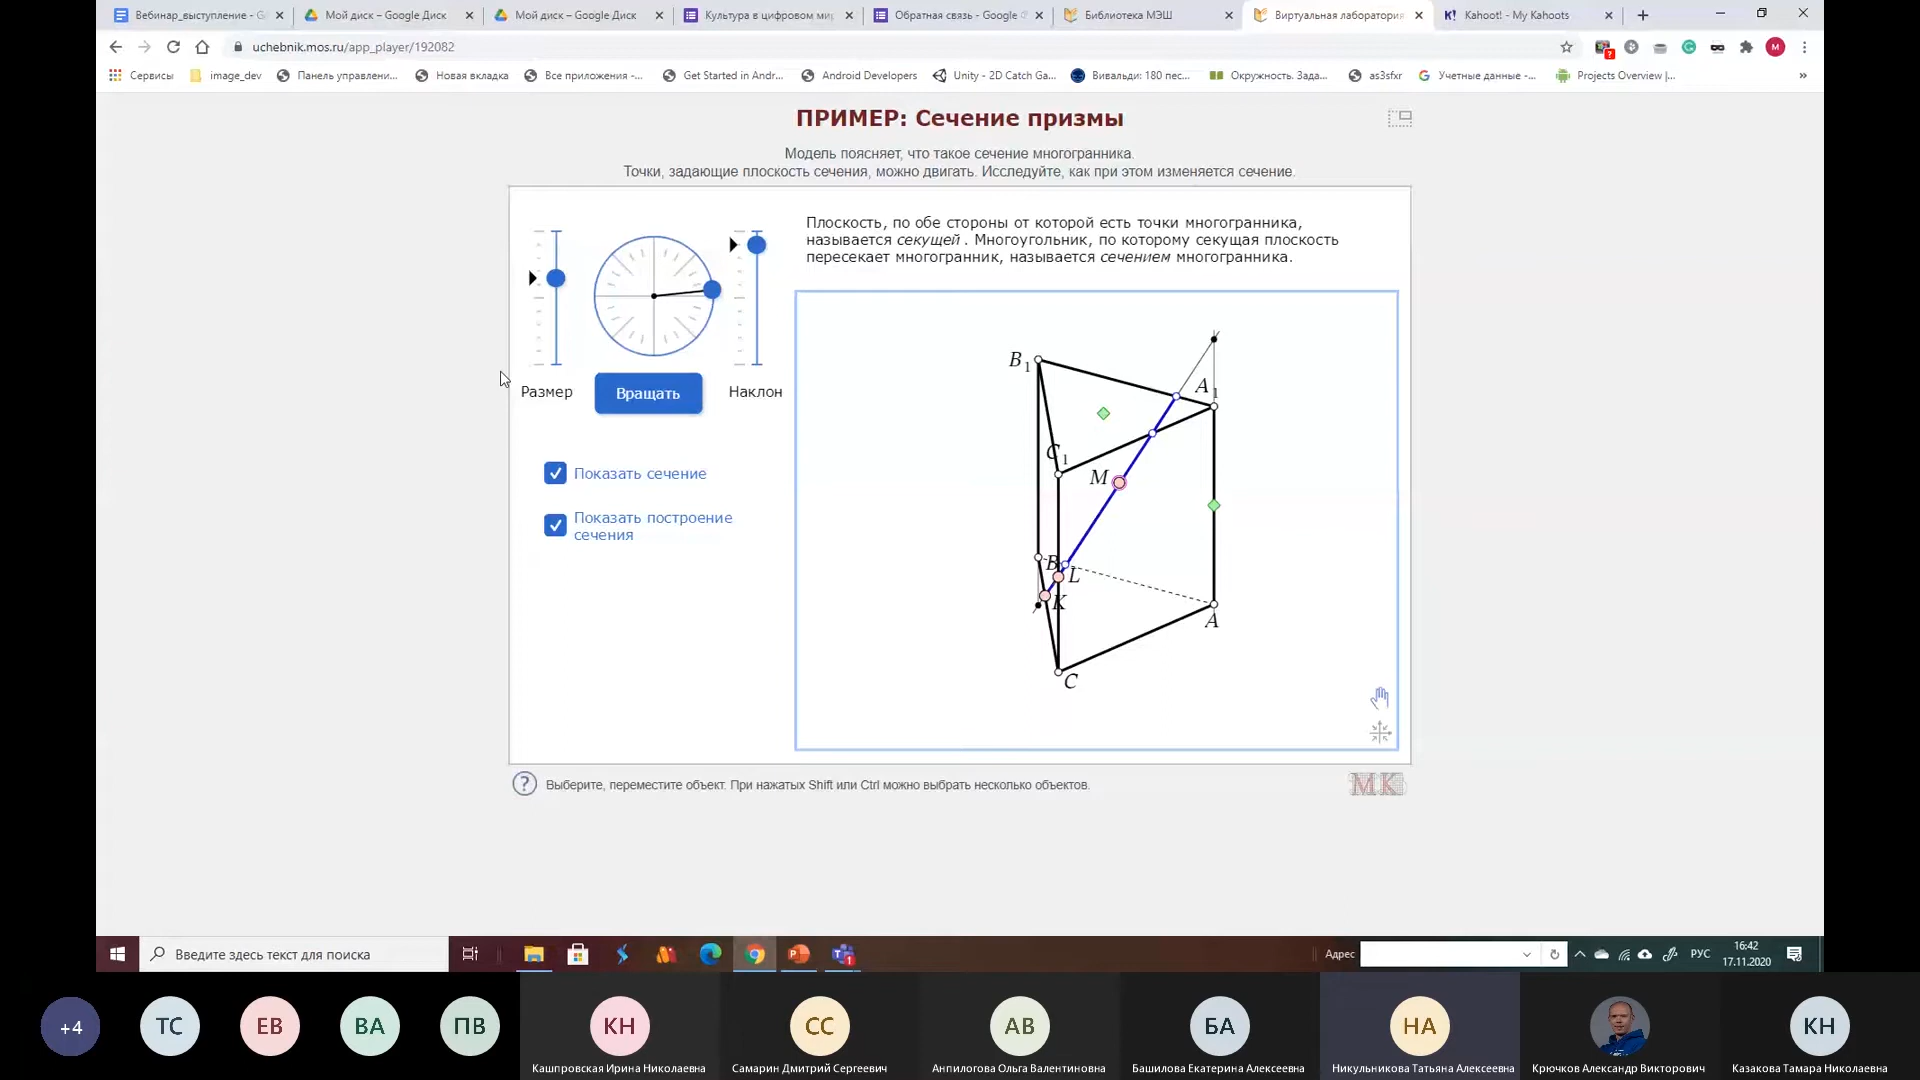 Вебинар_выступление - G
Мой диск – Google Диск
Мой диск – Google Диск
Культура в цифровом ми
Обратная связь - Google
Библиотека МЭШ
Виртуальная лаборатория
Kahoot! - My Kahoots
uchebnik.mos.ru/app_player/192082
Сервисы
image_dev
Панель управлени...
Новая вкладка
Все приложения -...
Get Started in Andr...
Android Developers
Unity - 2D Catch Ga...
Вивальди: 180 пес...
Окружность. Зада...
as3sfxr
Учетные данные -...
Projects Overview |...
»
ПРИМЕР: Сечение призмы
Модель поясняет, что такое сечение многогранника.
Точки, задающие плоскость сечения, можно двигать. Исследуйте, как при этом изменяется сечение.
Плоскость, по обе стороны от которой есть точки многогранника,
называется секущей . Многоугольник, по которому секущая плоскость
пересекает многогранник, называется сечением многогранника.
Размер
Вращать
Наклон
Показать сечение
Показать построение
сечения
B1
A1
C1
M
B
L
K
A
C
? Выберите, переместите объект. При нажатых Shift или Ctrl можно выбрать несколько объектов.
МК
Введите здесь текст для поиска
Адрес
РУС
16:42
17.11.2020
+4
ТС
ЕВ
ВА
ПВ
КН
СС
АВ
БА
НА
КН
Кашпровская Ирина Николаевна
Самарин Дмитрий Сергеевич
Анпилогова Ольга Валентиновна
Башилова Екатерина Алексеевна
Никульникова Татьяна Алексеевна
Крючков Александр Викторович
Казакова Тамара Николаевна